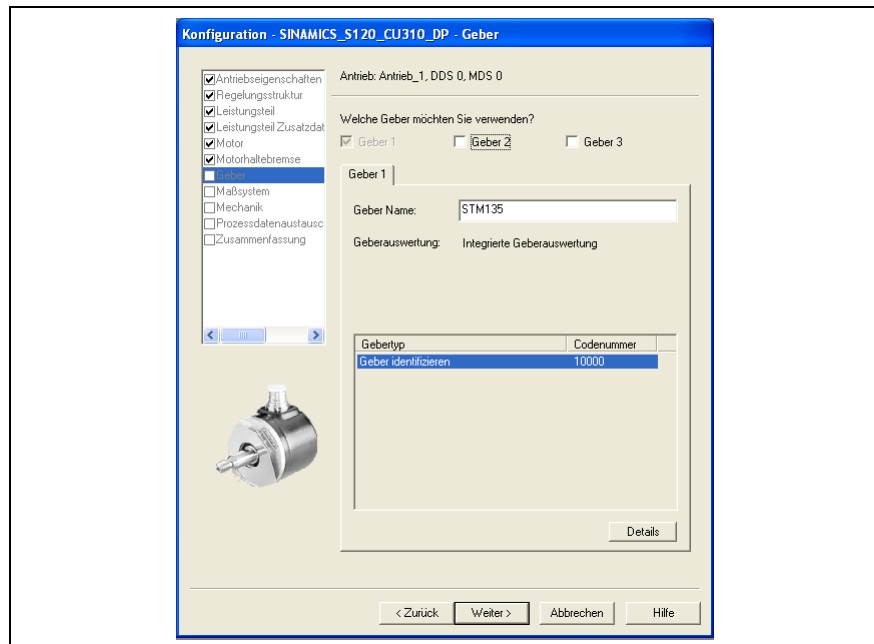 Konfiguration - SINAMICS_S120_CU310_DP - Geber
Antriebseigenschaften
Regelungsstruktur
Leistungsteil
Leistungsteil Zusatzdat
Motor
Motorhaltebremse
Geber
Maßsystem
Mechanik
Prozessdatenaustausc
Zusammenfassung
Antrieb: Antrieb_1, DDS 0, MDS 0
Welche Geber möchten Sie verwenden?
Geber 1 Geber 2 Geber 3
Geber 1
Geber Name: STM135
Geberauswertung: Integrierte Geberauswertung
Gebertyp Codenummer
Geber identifizieren 10000
Details
< Zurück Weiter > Abbrechen Hilfe